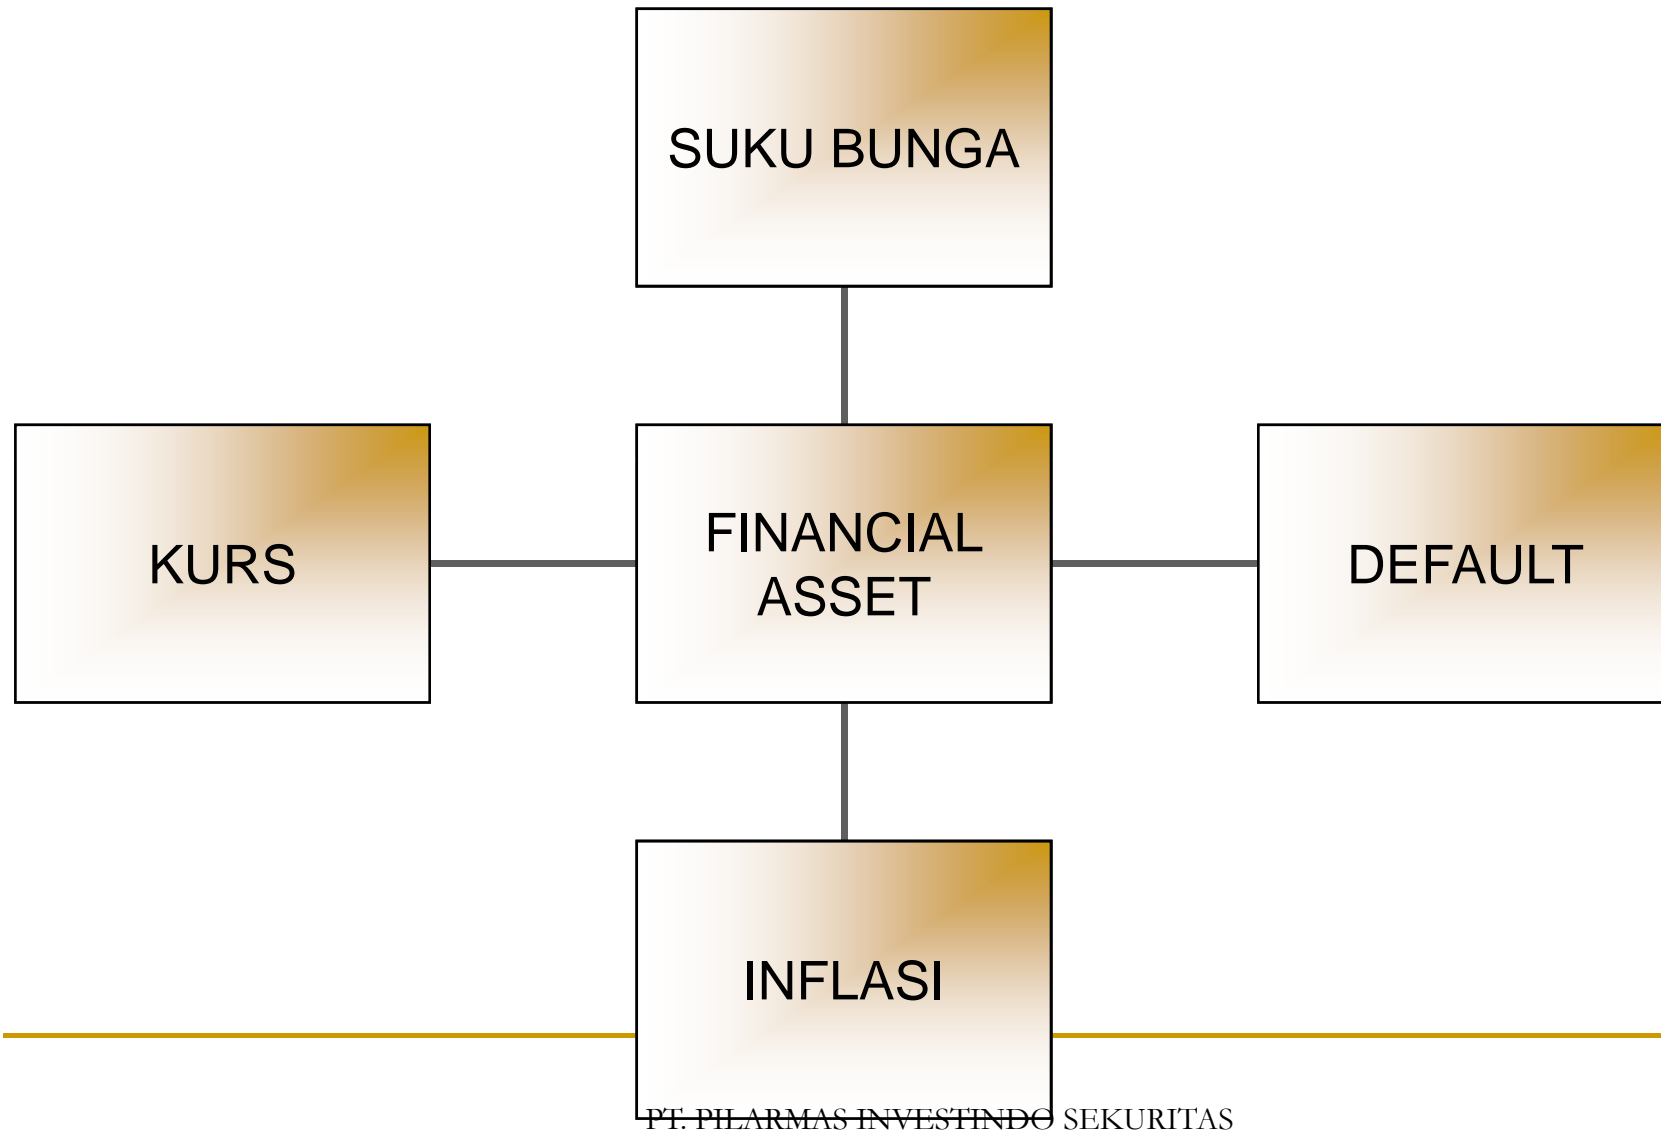 SUKU BUNGA
KURS
FINANCIAL
ASSET
DEFAULT
INFLASI
PT. PILARMAS INVESTINDO SEKURITAS